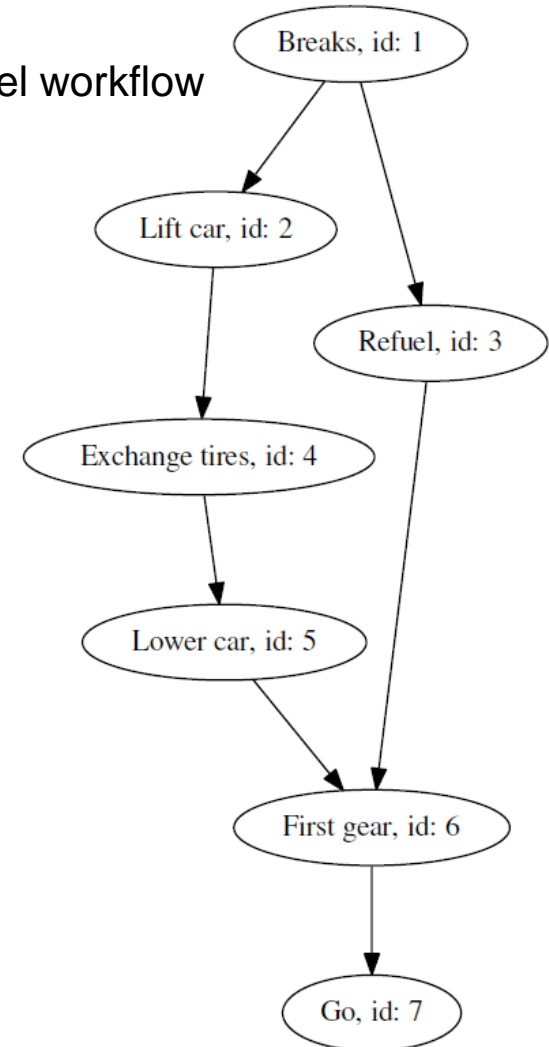 Breaks, id: 1
el workflow
Lift car, id: 2
Refuel, id: 3
Exchange tires, id: 4
Lower car, id: 5
First gear, id: 6
Go, id: 7